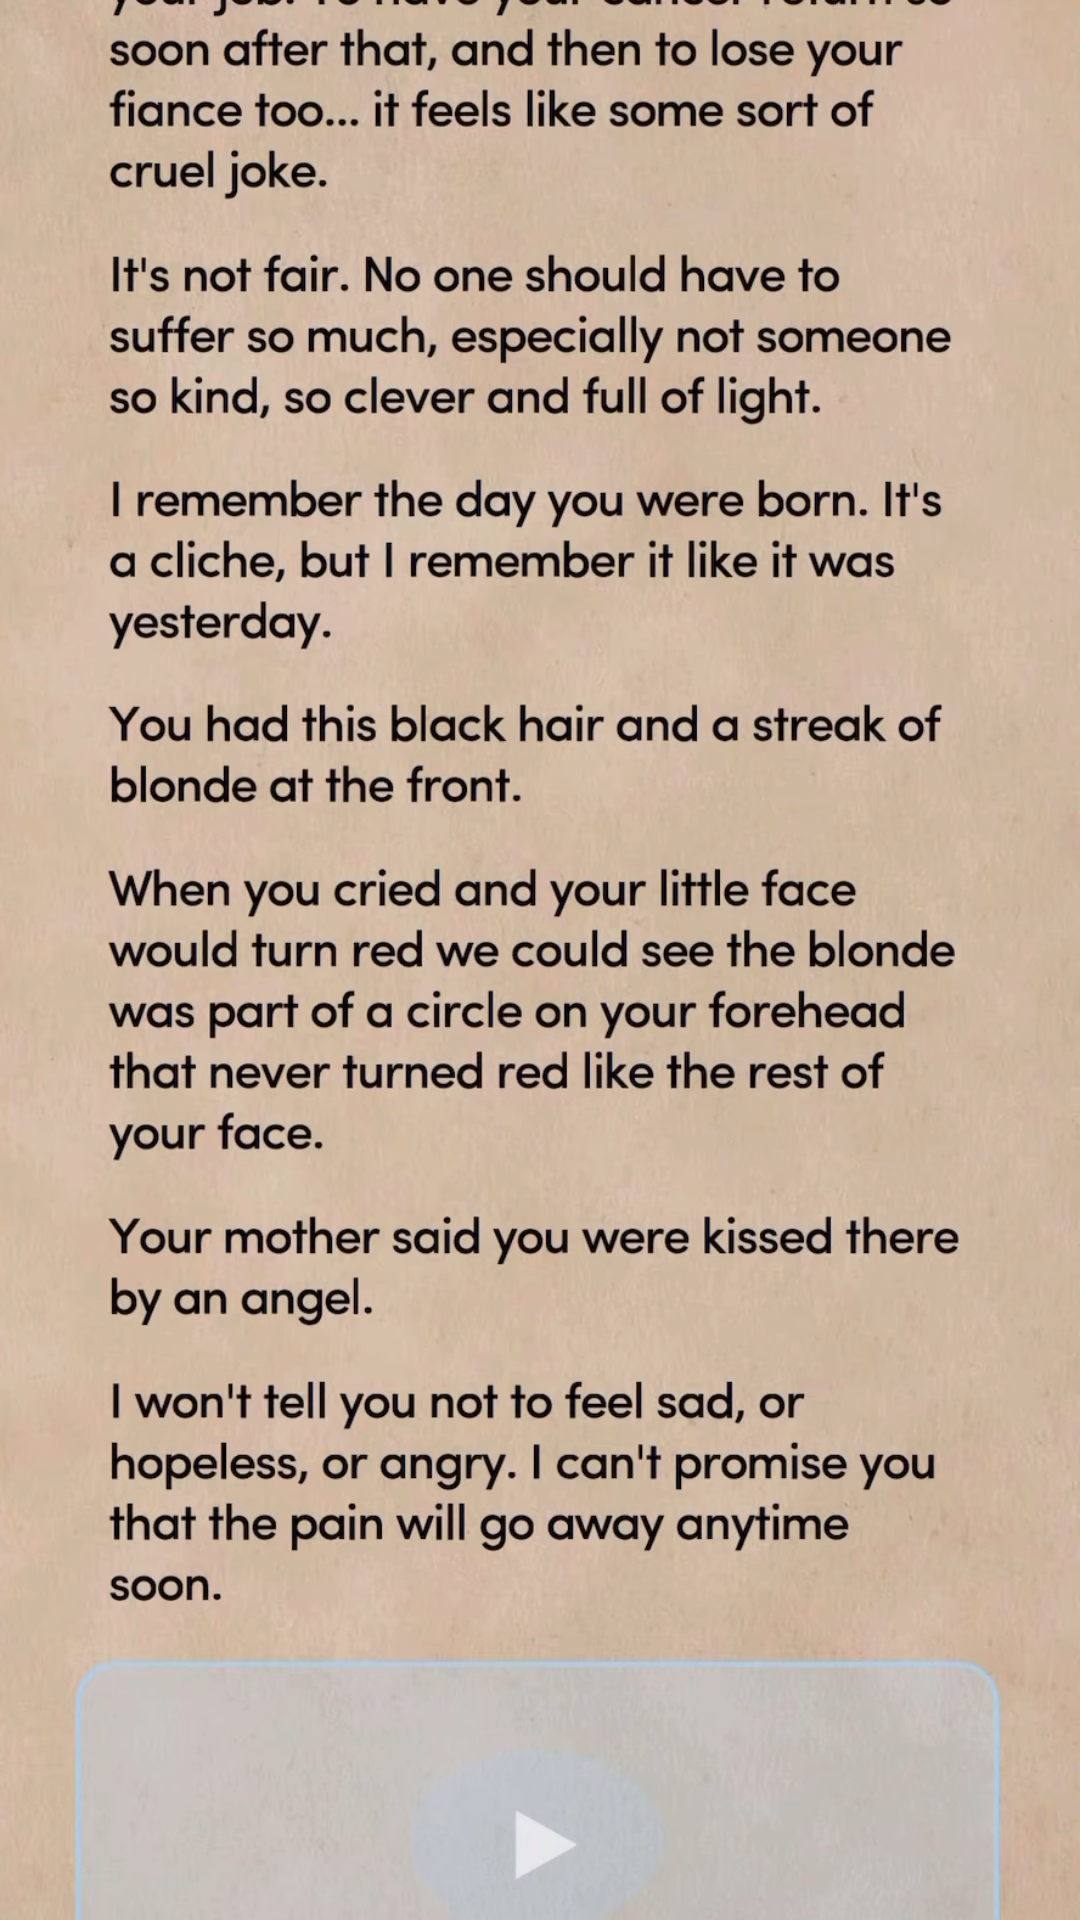 soon after that, and then to lose your
fiance too... it feels like some sort of
cruel joke.
It's not fair. No one should have to
suffer so much, especially not someone
so kind, so clever and full of light.
I remember the day you were born. It's
a cliche, but I remember it like it was
yesterday.
You had this black hair and a streak of
blonde at the front.
When you cried and your little face
would turn red we could see the blonde
was part of a circle on your forehead
that never turned red like the rest of
your face.
Your mother said you were kissed there
by an angel.
I won't tell you not to feel sad, or
hopeless, or angry. I can't promise you
that the pain will go away anytime
soon.